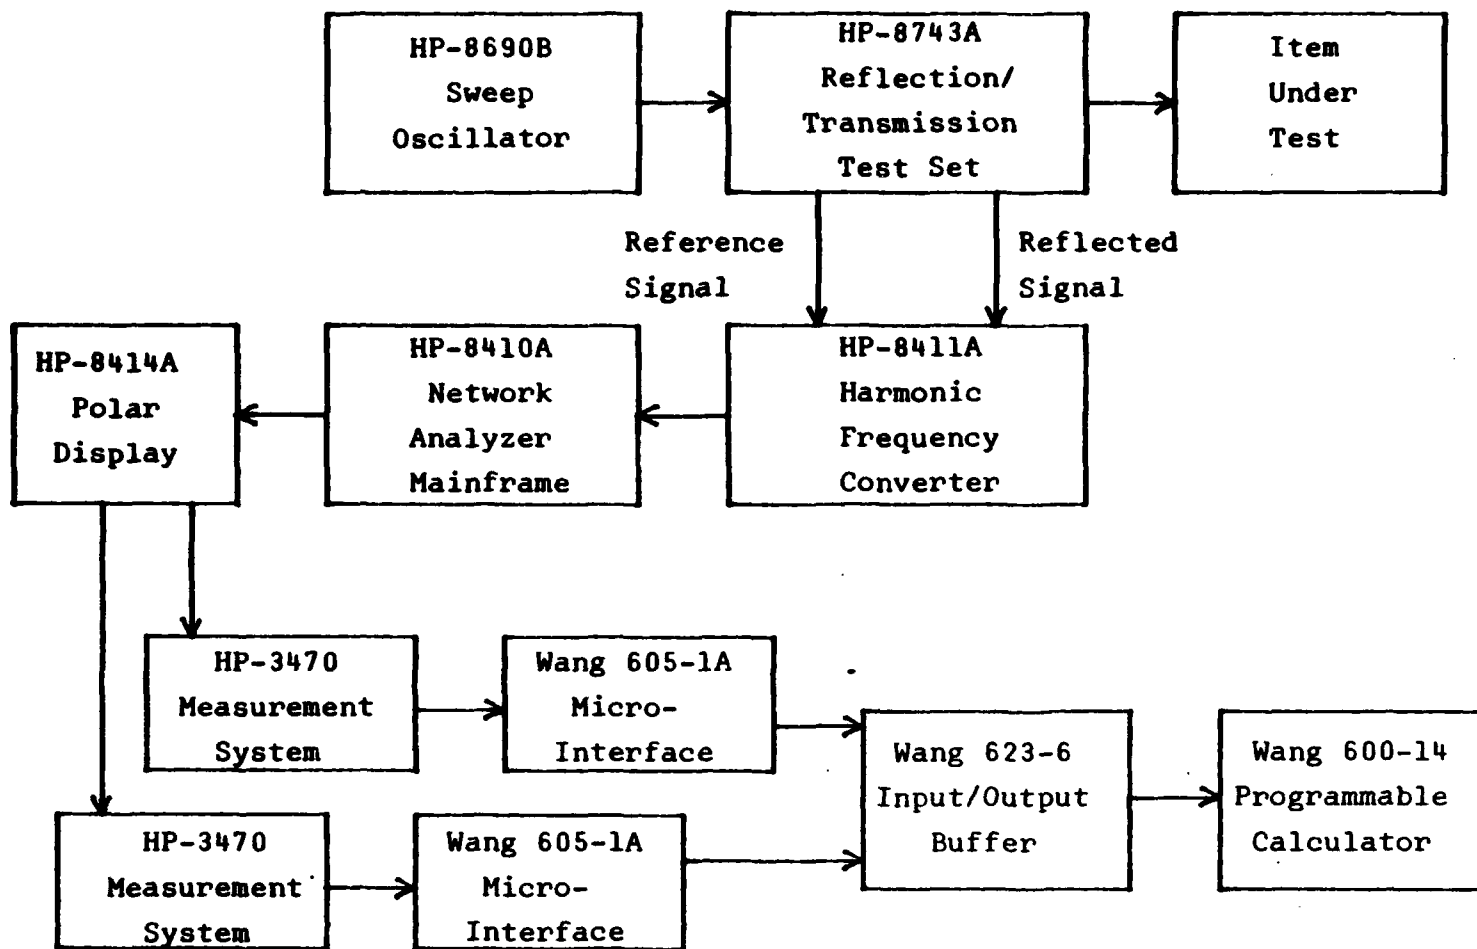 HP-8690B
Sweep
Oscillator
HP-8743A
Reflection/
Transmission
Test Set
Item
Under
Test
Reference
Signal
Reflected
Signal
HP-8414A
Polar
Display
HP-8410A
Network
Analyzer
Mainframe
HP-8411A
Harmonic
Frequency
Converter
HP-3470
Measurement
System
Wang 605-1A
Micro-
Interface
Wang 623-6
Input/Output
Buffer
Wang 600-14
Programmable
Calculator
HP-3470
Measurement
System
Wang 605-1A
Micro-
Interface